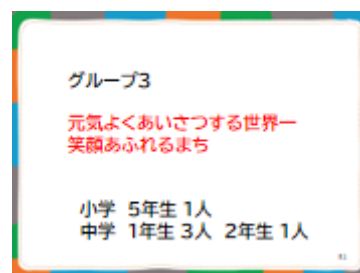 グループ3
元気よくあいさつする世界一
笑顔あふれるまち
小学 5年生 1人
中学 1年生 3人 2年生 1人